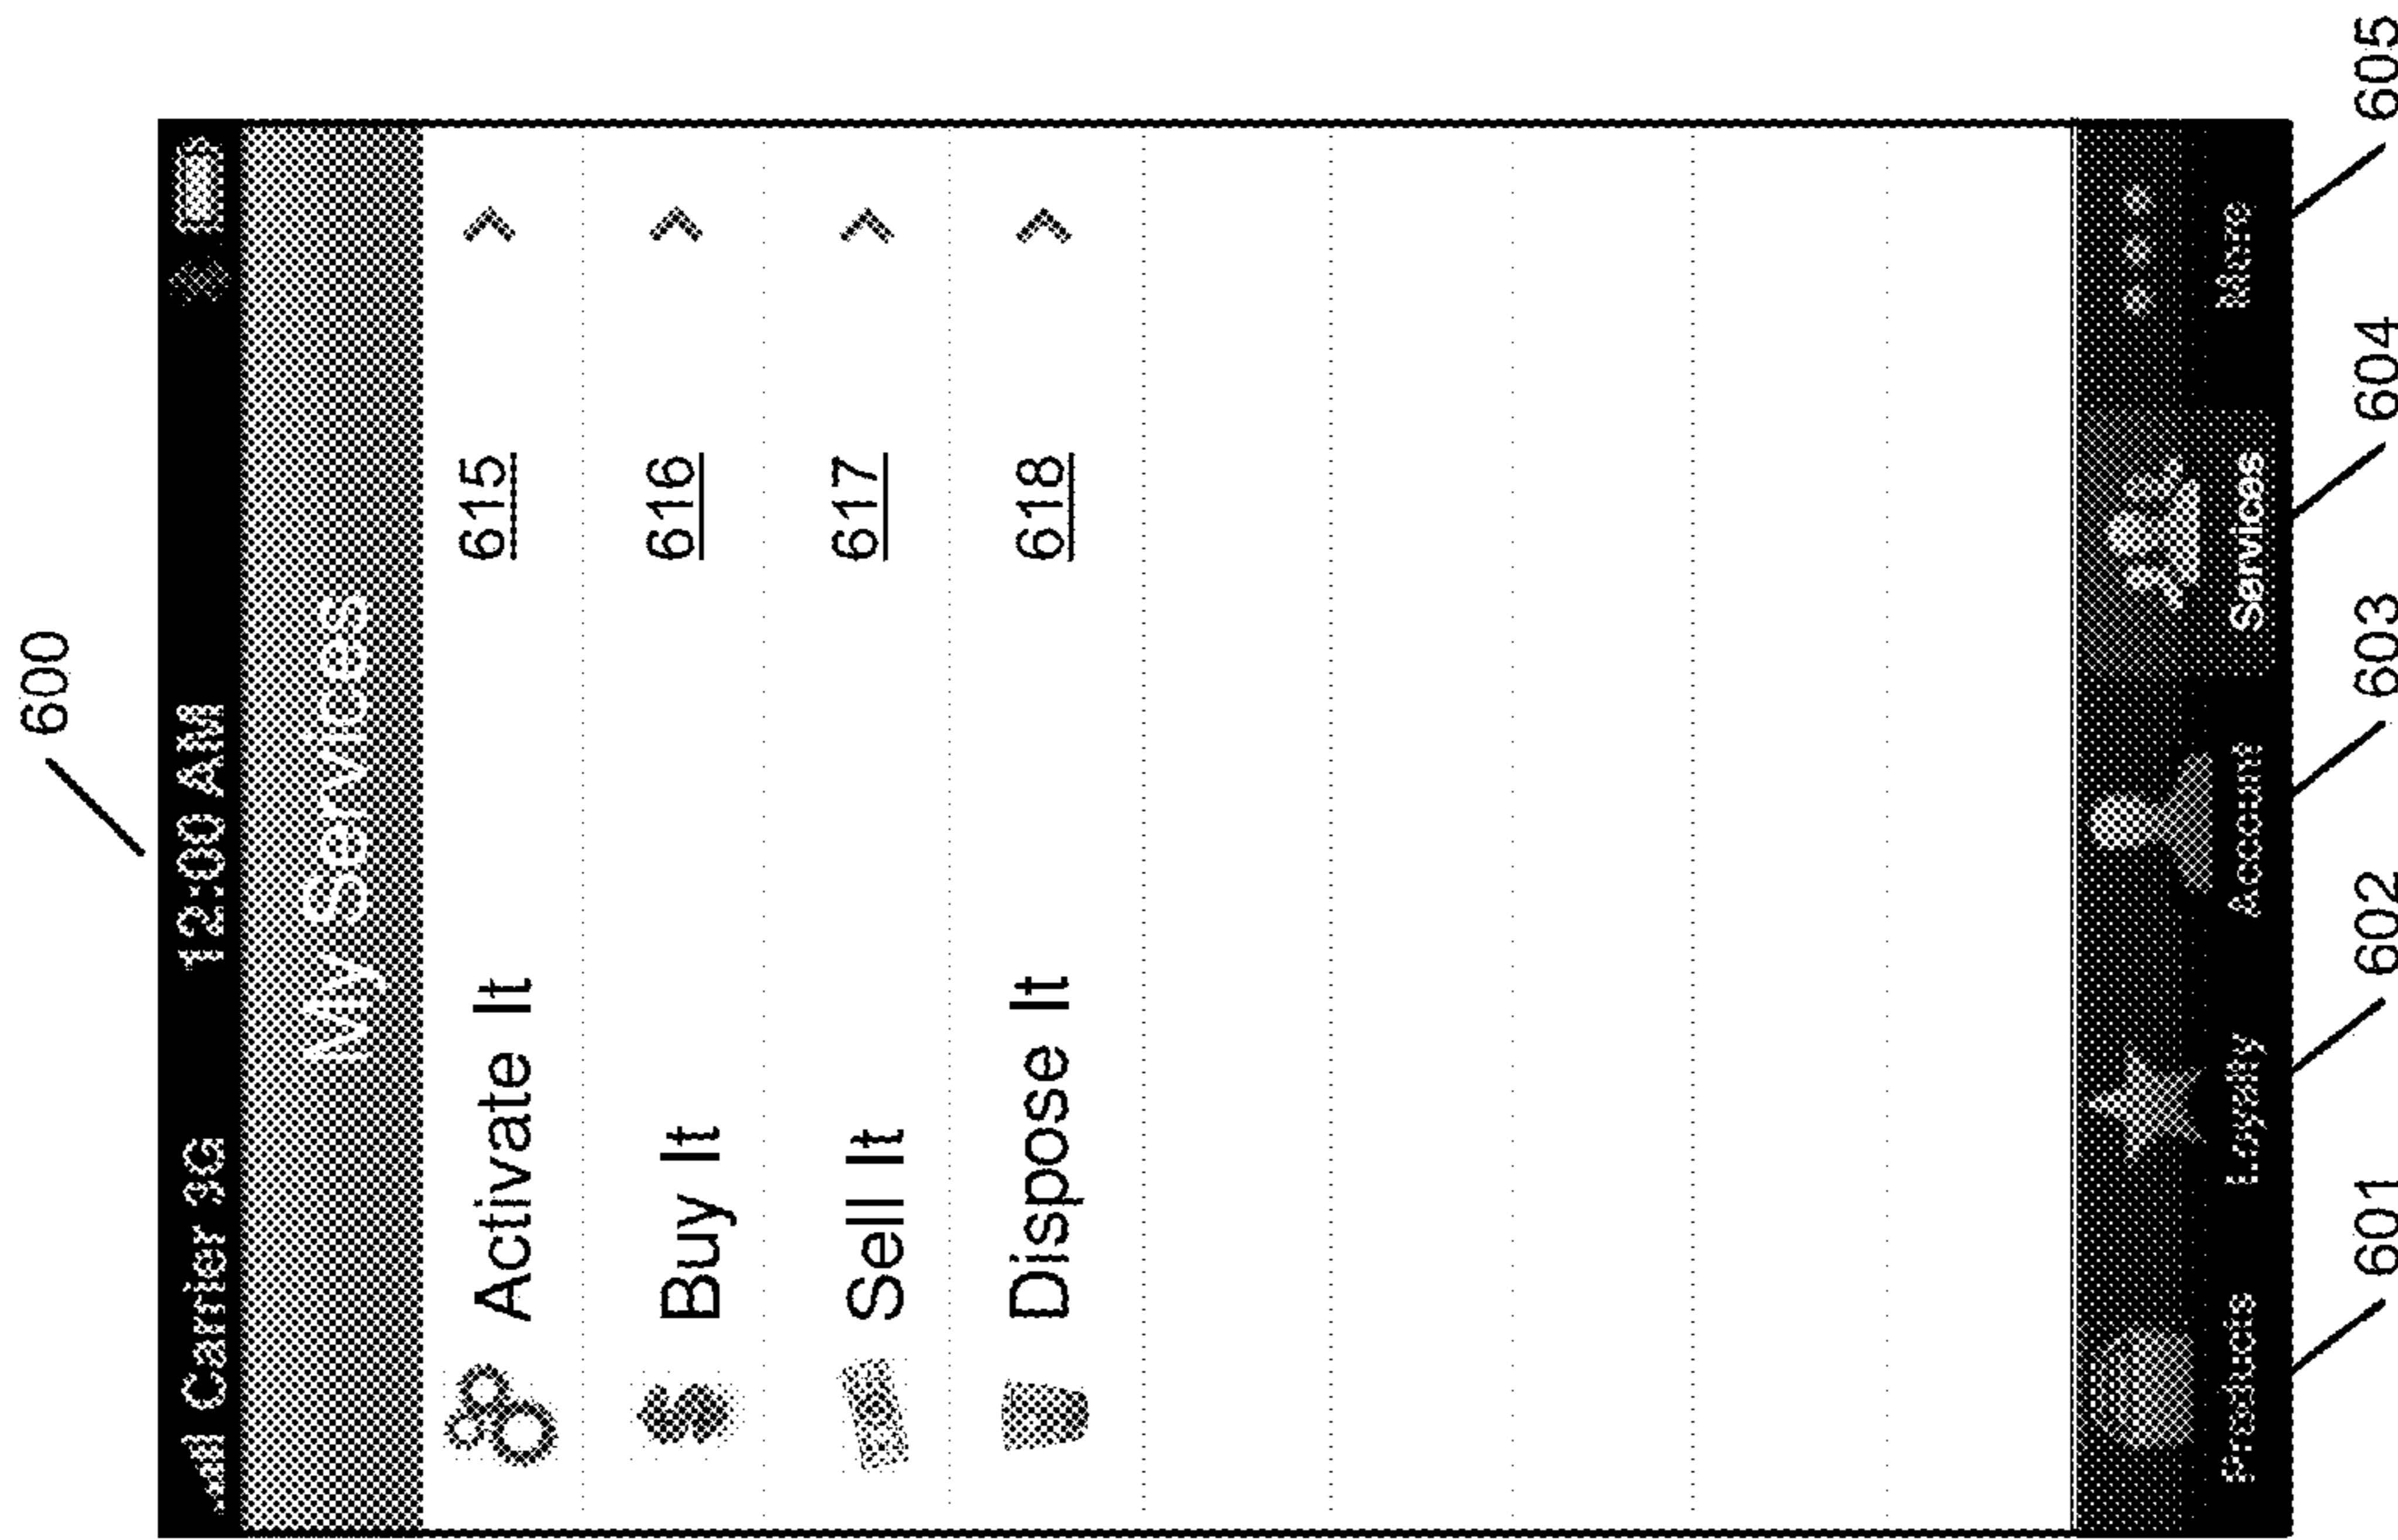 600
Carrier 3G 12:00 AM
My Services
Activate It 615
Buy It 616
Sell It 617
Dispose It 618
Products Loyalty Account Services More
601 602 603 604 605